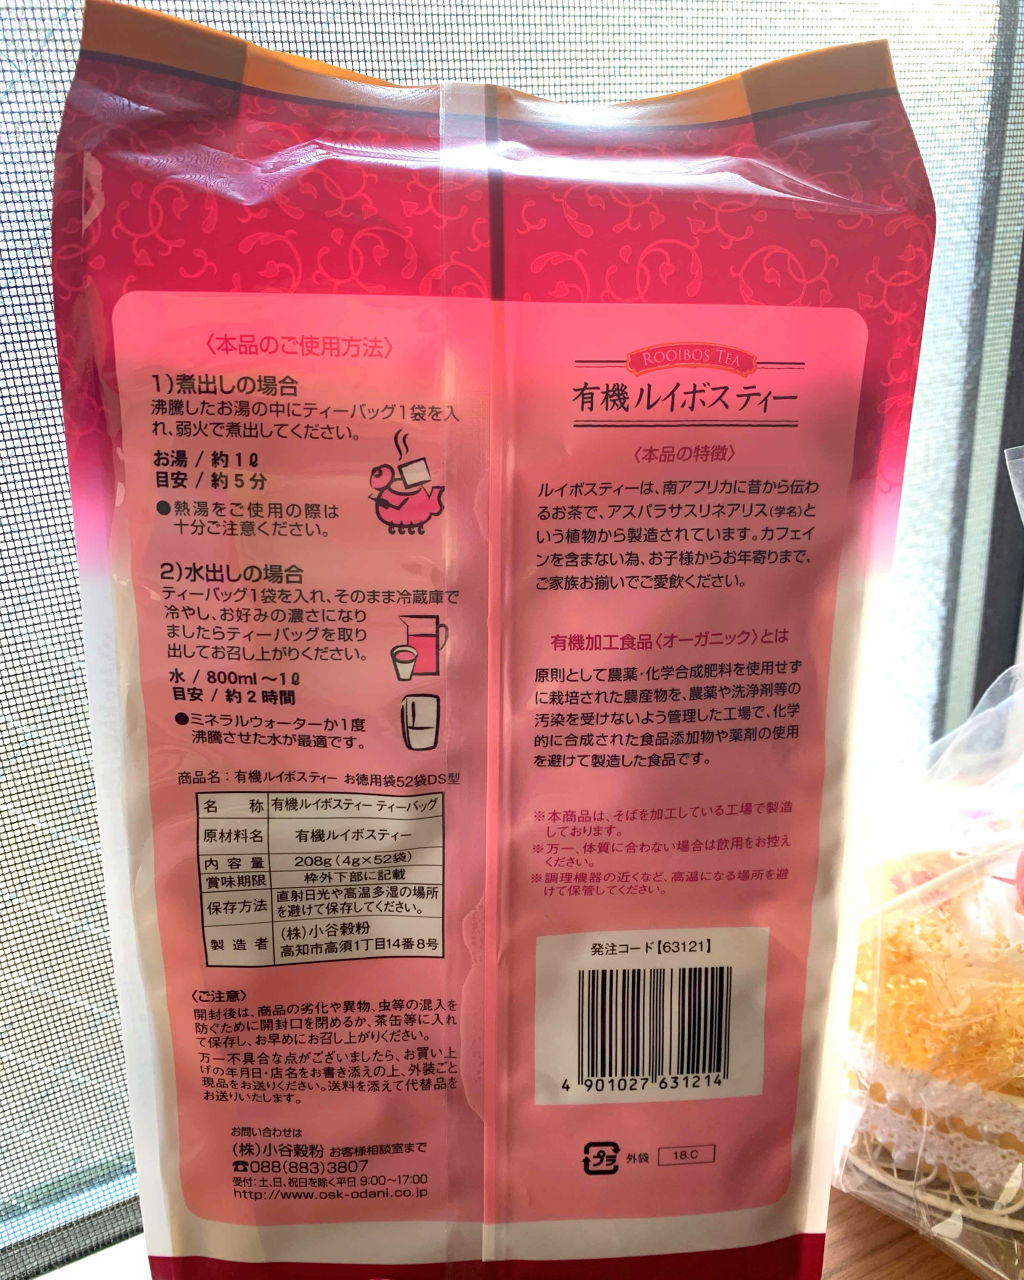 〈本品のご使用方法〉
1)煮出しの場合
沸騰したお湯の中にティーバッグ1袋を入
れ、弱火で煮出してください。
お湯 / 約1ℓ
目安 / 約5分
●熱湯をご使用の際は
十分ご注意ください。
2)水出しの場合
ティーバッグ1袋を入れ、そのまま冷蔵庫で
冷やし、お好みの濃さになり
ましたらティーバッグを取り
出してお召し上がりください。
水 / 800ml〜1ℓ
目安 / 約2時間
●ミネラルウォーターか1度
沸騰させた水が最適です。
商品名：有機ルイボスティー お徳用袋52袋DS型
名 称 有機ルイボスティー ティーバッグ
原材料名 有機ルイボスティー
内容量 208g(4g×52袋)
賞味期限 枠外下部に記載
保存方法 直射日光や高温多湿の場所
を避けて保存してください。
製造者 (株)小谷穀粉
高知市高須1丁目14番8号
〈ご注意〉
開封後は、商品の劣化や異物、虫等の混入を
防ぐために開封口を閉めるか、茶缶等に入れ
て保存し、お早めにお召し上がりください。
万一不具合な点がございましたら、お買い上
げの年月日・店名をお書き添えの上、外装ごと
現品をお送りください。送料を添えて代替品を
お送りいたします。
お問い合わせは
(株)小谷穀粉 お客様相談室まで
☎088(883)3807
受付：土、日、祝日を除く平日 9:00〜17:00
http://www.osk-odani.co.jp
ROOIBOS TEA
有機ルイボスティー
〈本品の特徴〉
ルイボスティーは、南アフリカに昔から伝わ
るお茶で、アスパラサスリネアリス(学名)と
いう植物から製造されています。カフェイ
ンを含まない為、お子様からお年寄りまで、
ご家族お揃いでご愛飲ください。
有機加工食品〈オーガニック〉とは
原則として農薬・化学合成肥料を使用せず
に栽培された農産物を、農薬や洗浄剤等の
汚染を受けないよう管理した工場で、化学
的に合成された食品添加物や薬剤の使用
を避けて製造した食品です。
※本商品は、そばを加工している工場で製造
しております。
※万一、体質に合わない場合は飲用をお控え
ください。
※調理機器の近くなど、高温になる場所を避
けて保管してください。
発注コード【63121】
4 901027 631214
プラ 外袋 18.C